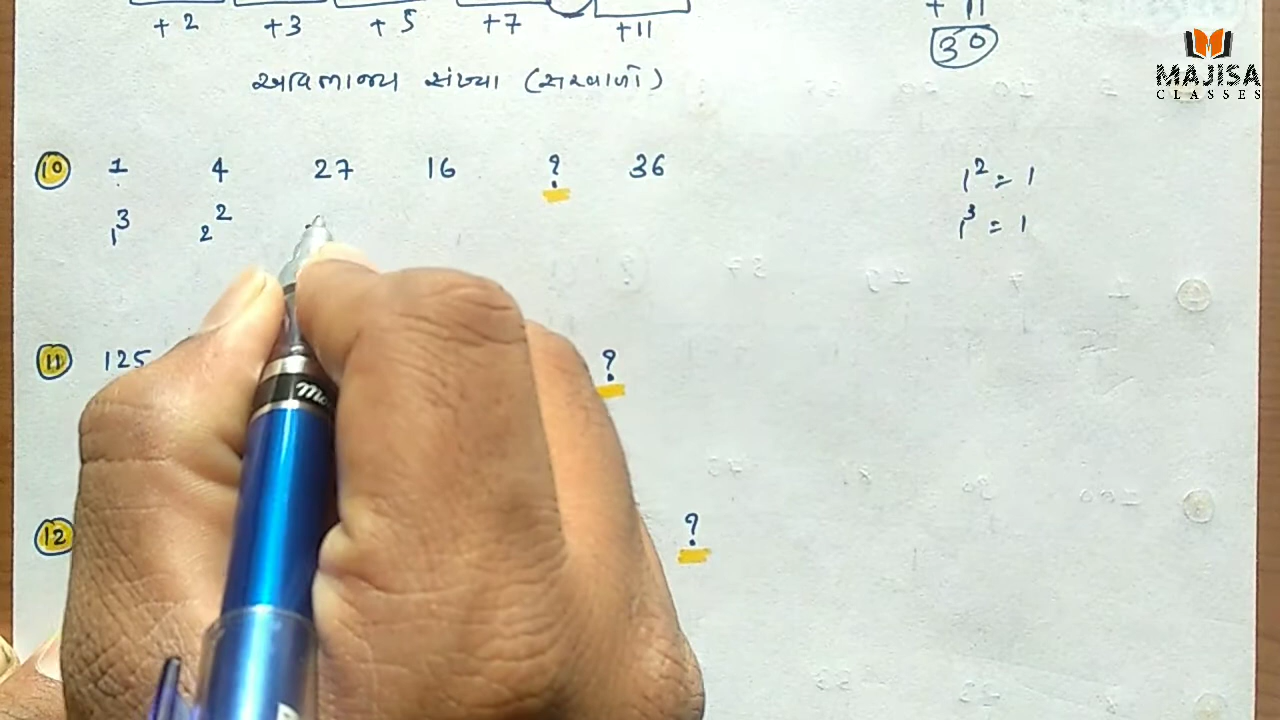 +2 +3 +5 +7 +11
+ 11
30
અવિભાજ્ય સંખ્યા (સરવાળો)
MAJISA
CLASSES
10 1 4 27 16 ? 36
1³ 2²
1² = 1
1³ = 1
11 125 ?
12 ?